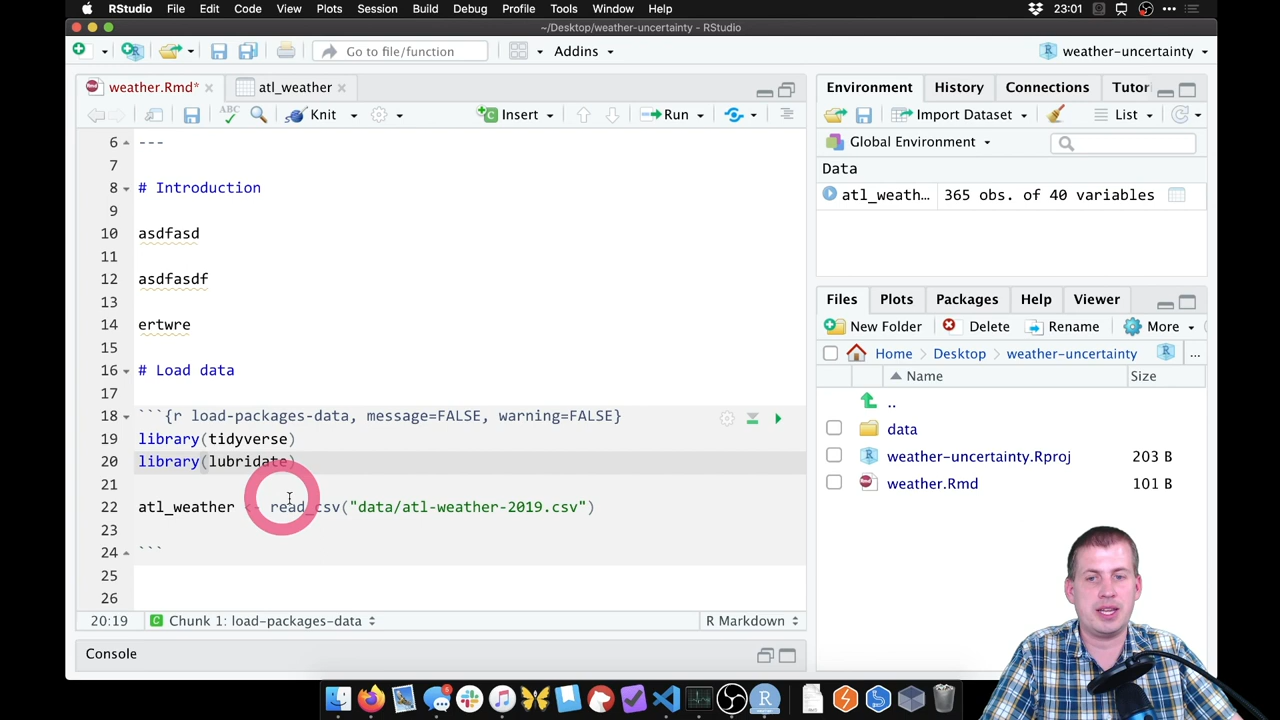 RStudio File Edit Code View Plots Session Build Debug Profile Tools Window Help 23:01
~/Desktop/weather-uncertainty - RStudio
Go to file/function Addins weather-uncertainty
weather.Rmd* atl_weather
ABC Knit Insert Run
6 ---
7
8 # Introduction
9
10 asdfasd
11
12 asdfasdf
13
14 ertwre
15
16 # Load data
17
18 ```{r load-packages-data, message=FALSE, warning=FALSE}
19 library(tidyverse)
20 library(lubridate)
21
22 atl_weather <- read_csv("data/atl-weather-2019.csv")
23
24 ```
25
26
20:19 Chunk 1: load-packages-data R Markdown
Console
Environment History Connections Tutor
Import Dataset List
Global Environment
Data
atl_weath… 365 obs. of 40 variables
Files Plots Packages Help Viewer
New Folder Delete Rename More
Home Desktop weather-uncertainty ...
Name Size
..
data
weather-uncertainty.Rproj 203 B
weather.Rmd 101 B